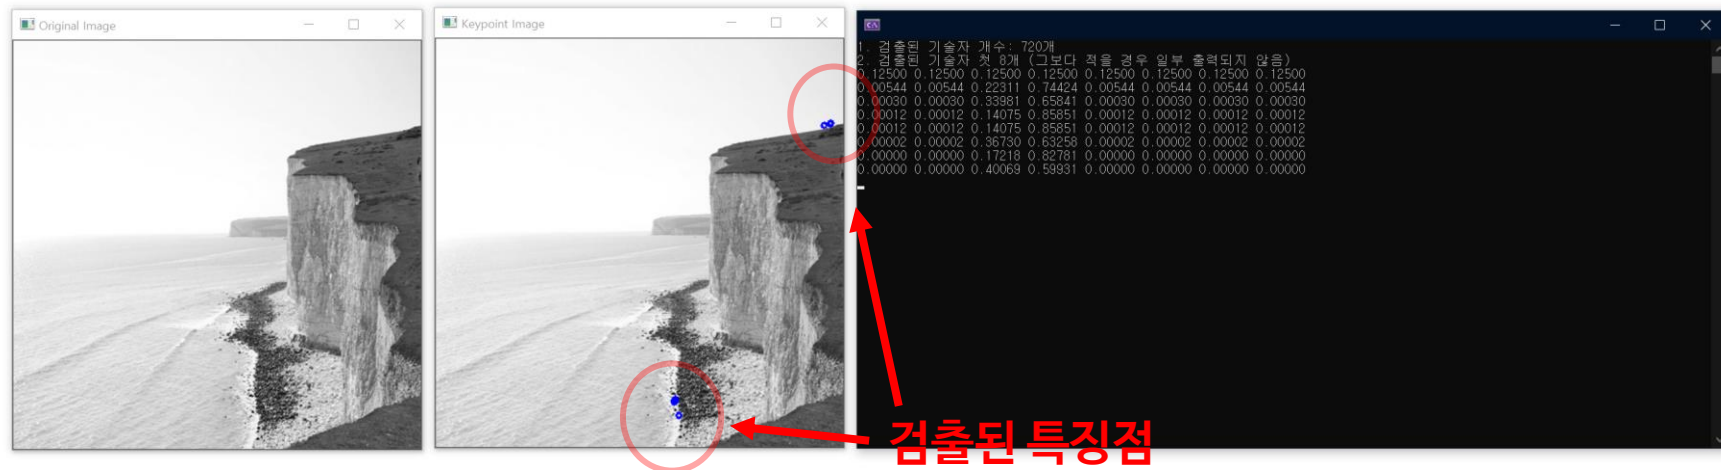 Original Image
Keypoint Image
1. 검출된 기술자 개수: 720개
2. 검출된 기술자 첫 8개 (그보다 적을 경우 일부 출력되지 않음)
0.12500 0.12500 0.12500 0.12500 0.12500 0.12500 0.12500 0.12500
0.00544 0.00544 0.22311 0.74424 0.00544 0.00544 0.00544 0.00544
0.00030 0.00030 0.33981 0.65841 0.00030 0.00030 0.00030 0.00030
0.00012 0.00012 0.14075 0.85851 0.00012 0.00012 0.00012 0.00012
0.00012 0.00012 0.14075 0.85851 0.00012 0.00012 0.00012 0.00012
0.00002 0.00002 0.36730 0.63258 0.00002 0.00002 0.00002 0.00002
0.00000 0.00000 0.17218 0.82781 0.00000 0.00000 0.00000 0.00000
0.00000 0.00000 0.40069 0.59931 0.00000 0.00000 0.00000 0.00000
검출된 특징점